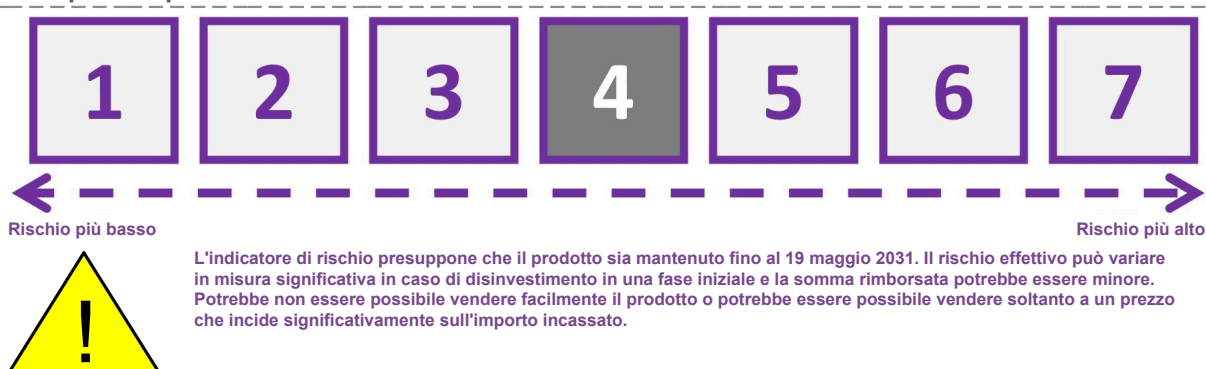 1 2 3 4 5 6 7
Rischio più basso Rischio più alto
L'indicatore di rischio presuppone che il prodotto sia mantenuto fino al 19 maggio 2031. Il rischio effettivo può variare
in misura significativa in caso di disinvestimento in una fase iniziale e la somma rimborsata potrebbe essere minore.
Potrebbe non essere possibile vendere facilmente il prodotto o potrebbe essere possibile vendere soltanto a un prezzo
che incide significativamente sull'importo incassato.
!